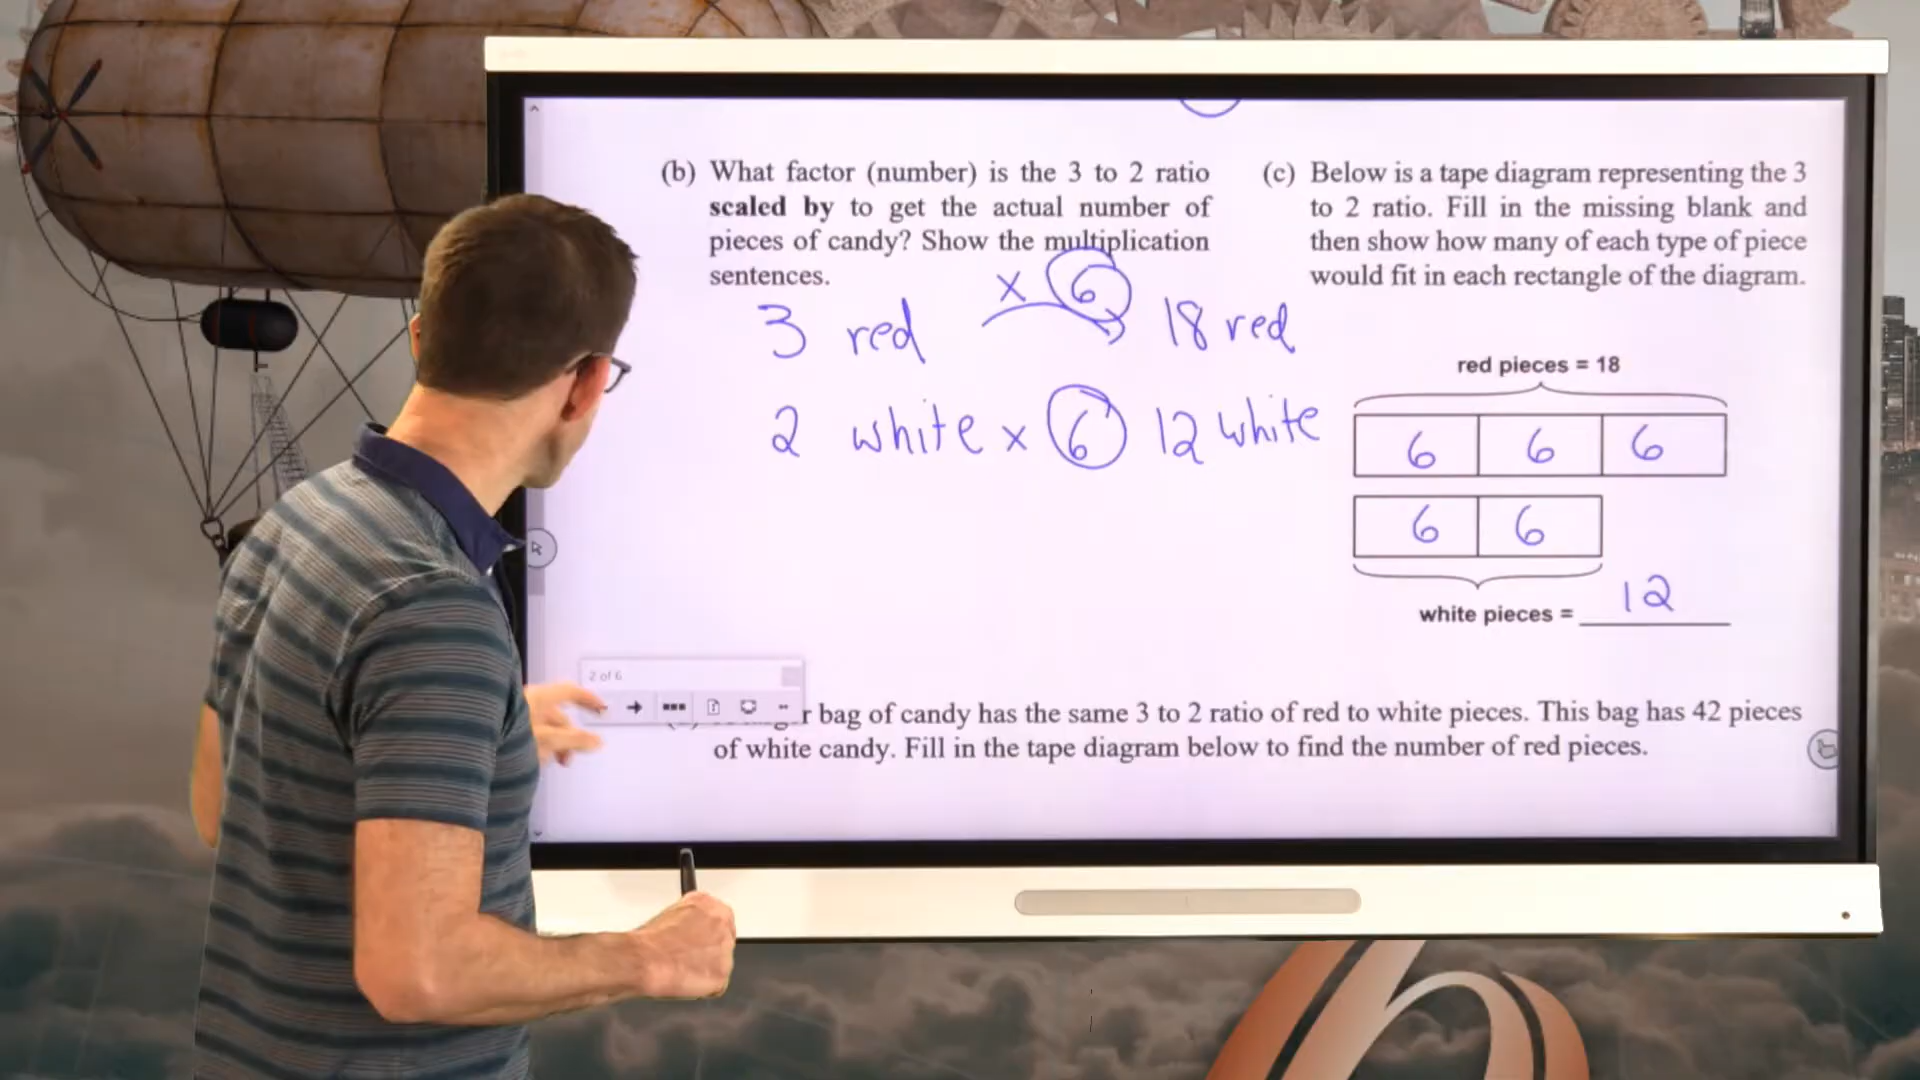 (b) What factor (number) is the 3 to 2 ratio
scaled by to get the actual number of
pieces of candy? Show the multiplication
sentences.
3 red × 6 18 red
2 white × 6 12 white
(c) Below is a tape diagram representing the 3
to 2 ratio. Fill in the missing blank and
then show how many of each type of piece
would fit in each rectangle of the diagram.
red pieces = 18
6 6 6
6 6
white pieces = 12
2 of 6
bag of candy has the same 3 to 2 ratio of red to white pieces. This bag has 42 pieces
of white candy. Fill in the tape diagram below to find the number of red pieces.